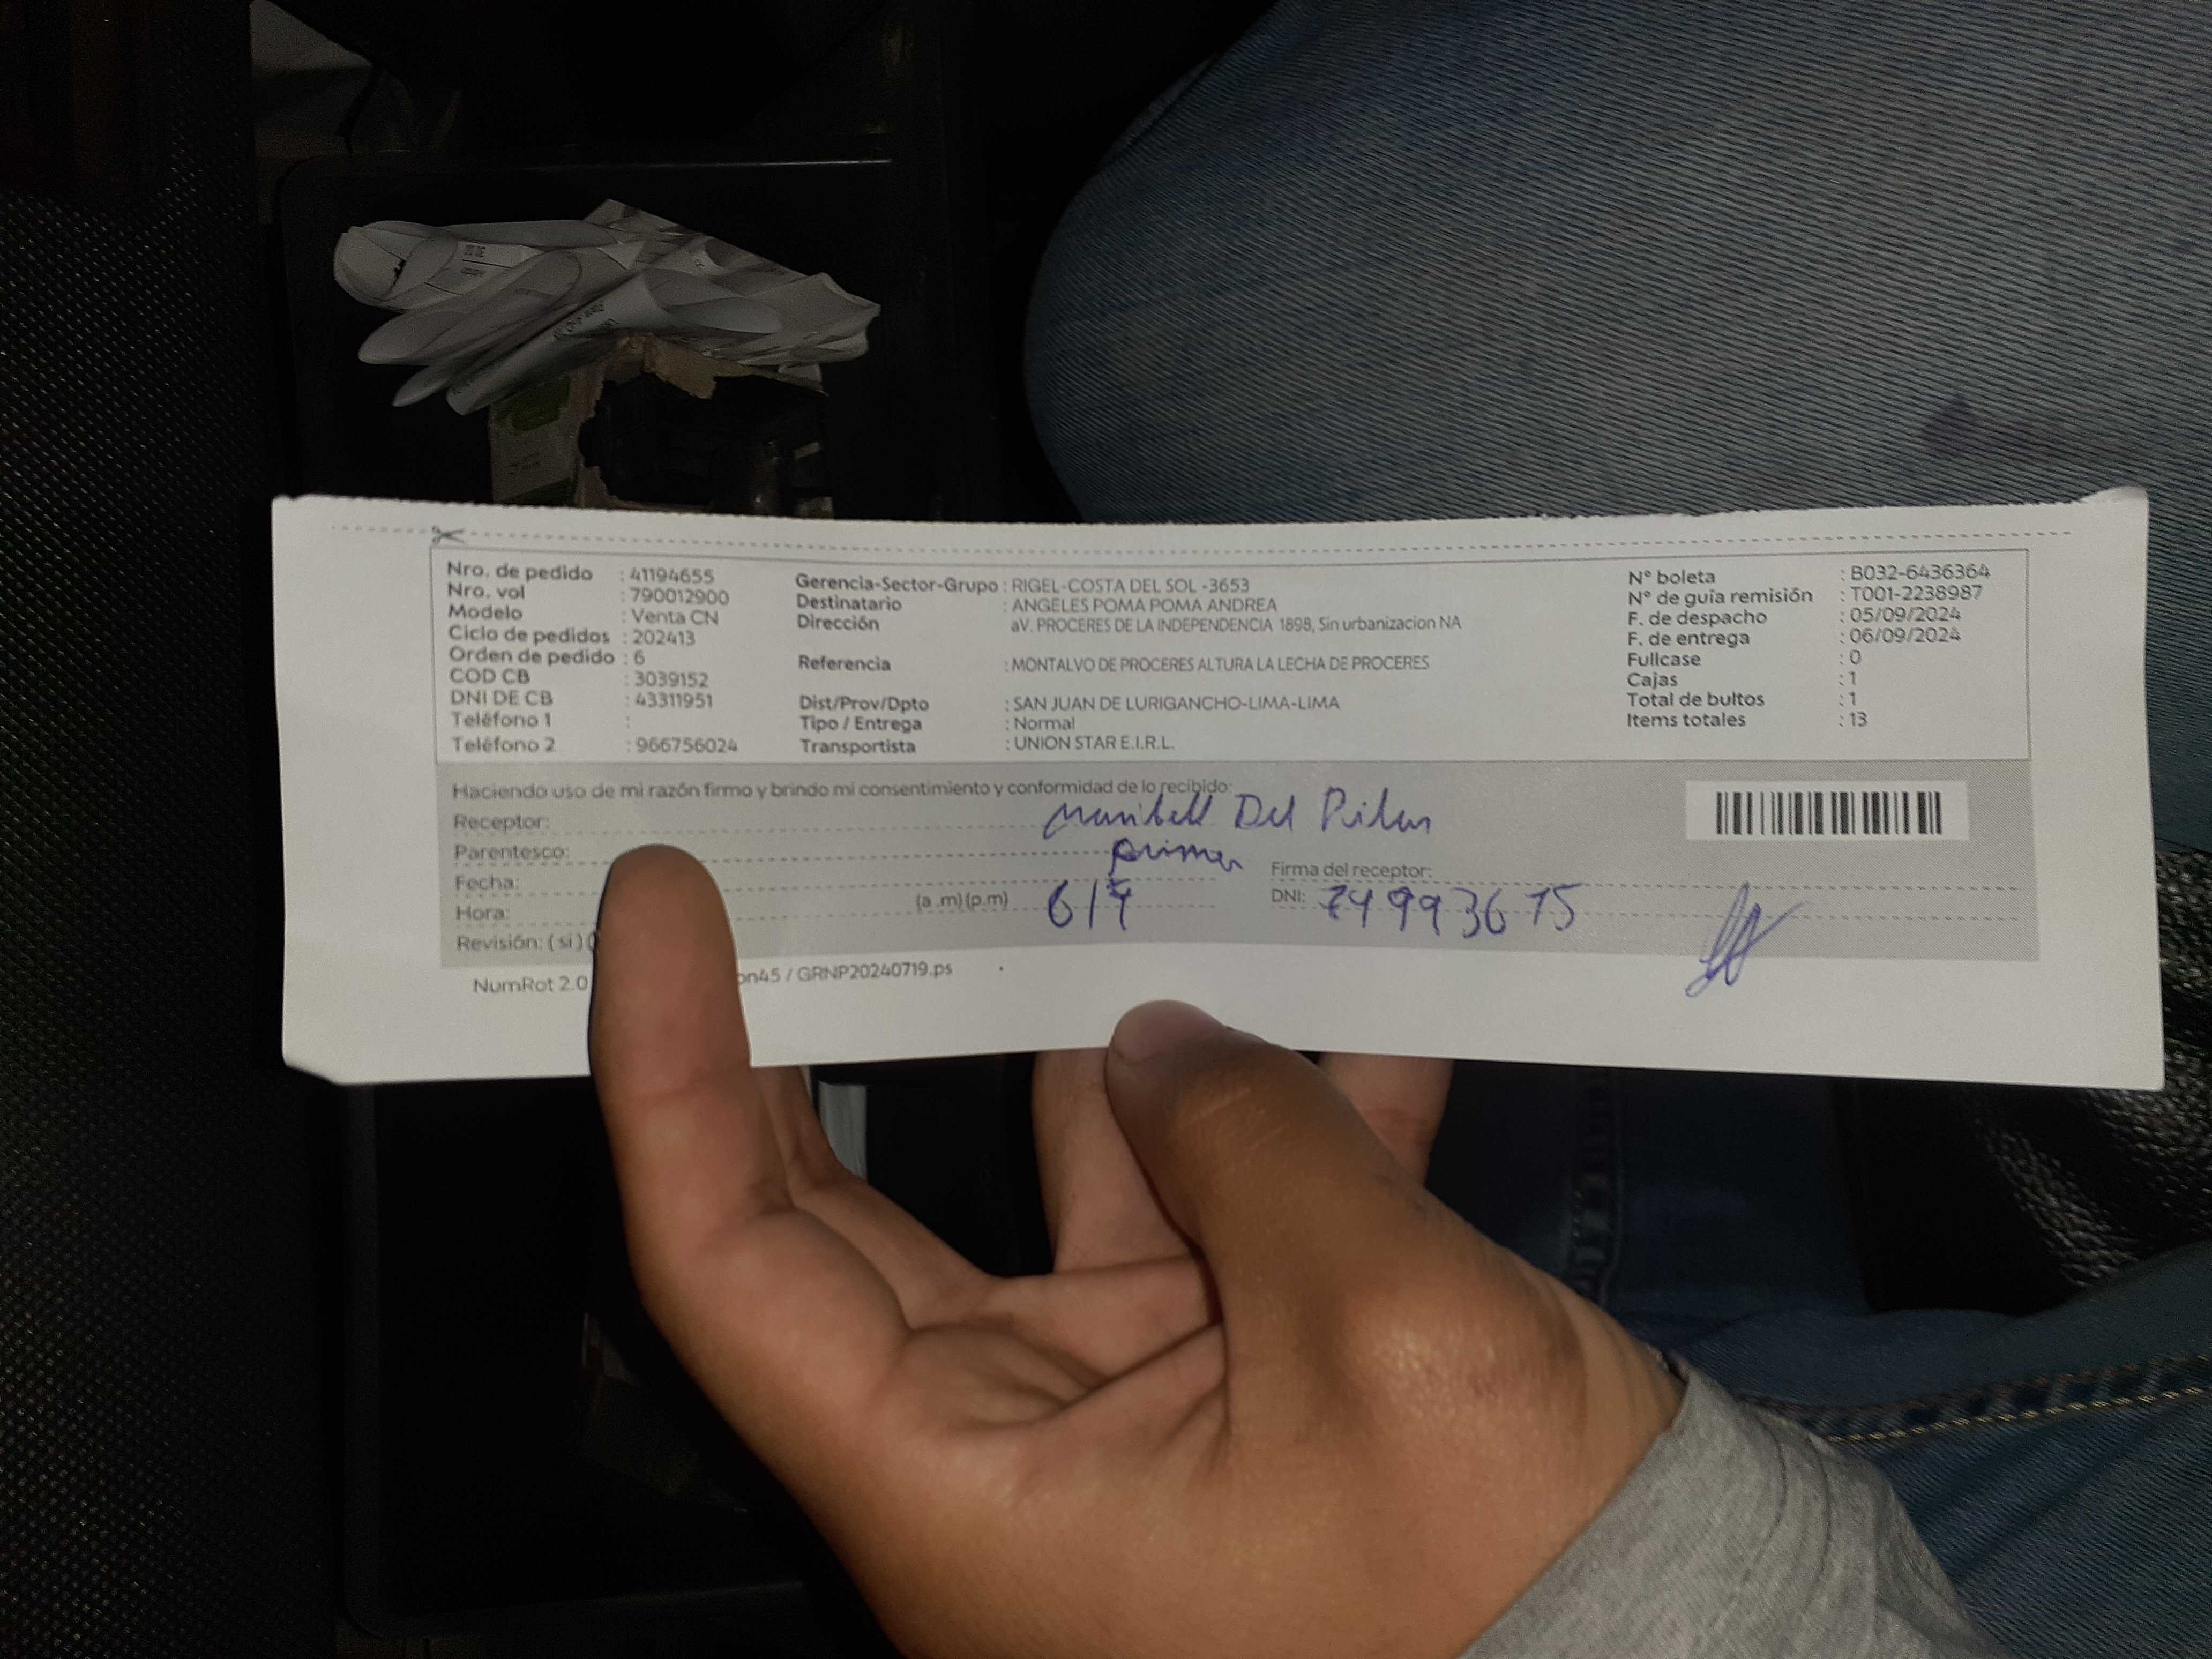 Nro. de pedido : 41194655
Nro. vol : 790012900
Modelo : Venta CN
Ciclo de pedidos : 202413
Orden de pedido : 6
COD CB : 3039152
DNI DE CB : 43311951
Teléfono 1 :
Teléfono 2 : 966756024
Gerencia-Sector-Grupo : RIGEL-COSTA DEL SOL -3653
Destinatario : ANGELES POMA POMA ANDREA
Dirección aV. PROCERES DE LA INDEPENDENCIA 1898, Sin urbanizacion NA
Referencia : MONTALVO DE PROCERES ALTURA LA LECHA DE PROCERES
Dist/Prov/Dpto : SAN JUAN DE LURIGANCHO-LIMA-LIMA
Tipo / Entrega : Normal
Transportista : UNION STAR E.I.R.L.
N° boleta : B032-6436364
N° de guía remisión : T001-2238987
F. de despacho : 05/09/2024
F. de entrega : 06/09/2024
Fullcase : 0
Cajas : 1
Total de bultos : 1
Items totales : 13
Haciendo uso de mi razón firmo y brindo mi consentimiento y conformidad de lo recibido:
Receptor: Maribell Del Pilar
Parentesco:
Fecha:
Firma del receptor:
Hora: (a .m) (p.m)
DNI: 74993675
Revisión: ( si ) (
NumRot 2.0
on45 / GRNP20240719.ps